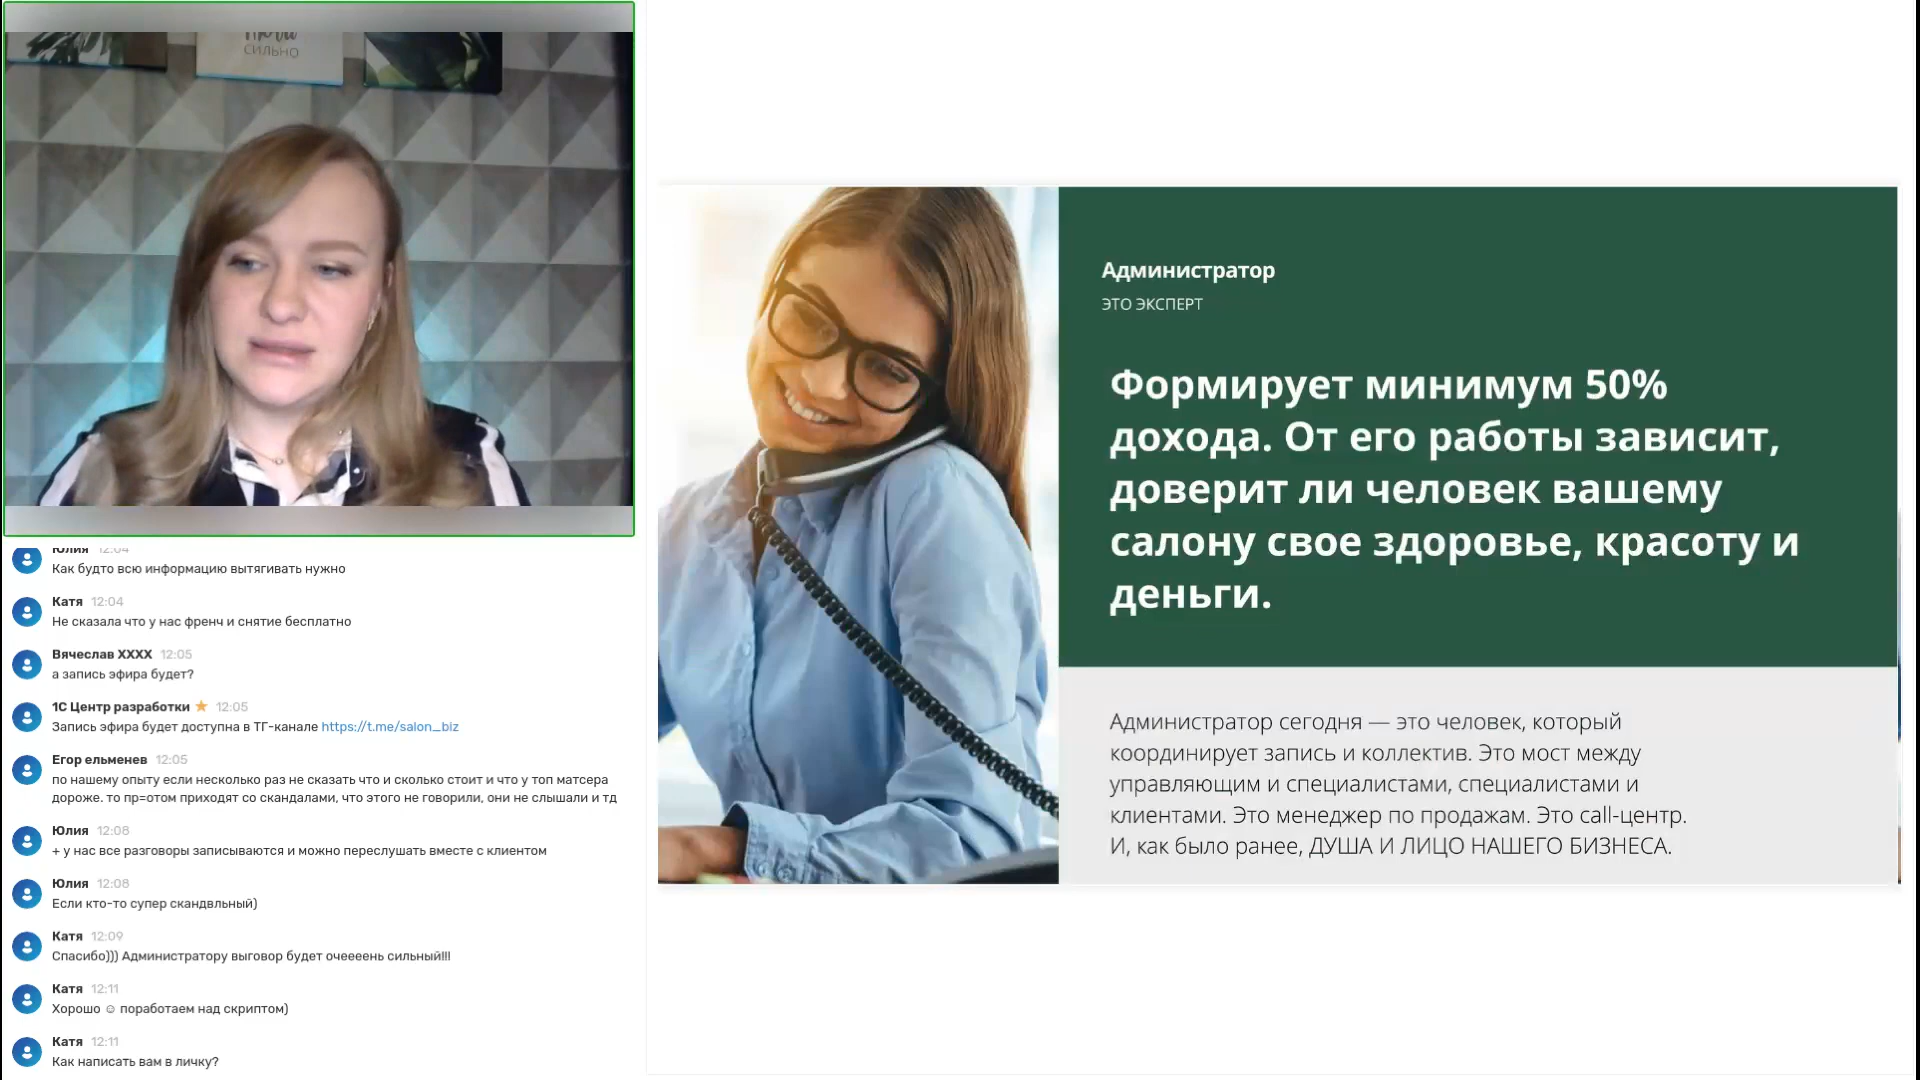 СИЛЬНО
Юлия 12:04
Как будто всю информацию вытягивать нужно
Катя 12:04
Не сказала что у нас френч и снятие бесплатно
Вячеслав XXXX 12:05
а запись эфира будет?
1С Центр разработки 12:05
Запись эфира будет доступна в ТГ-канале https://t.me/salon_biz
Егор ельменев 12:05
по нашему опыту если несколько раз не сказать что и сколько стоит и что у топ матсера
дороже. то пр=отом приходят со скандалами, что этого не говорили, они не слышали и тд
Юлия 12:08
+ у нас все разговоры записываются и можно переслушать вместе с клиентом
Юлия 12:08
Если кто-то супер скандвльный)
Катя 12:09
Спасибо))) Администратору выговор будет очеееень сильный!!!
Катя 12:11
Хорошо ☺ поработаем над скриптом)
Катя 12:11
Как написать вам в личку?
Администратор
ЭТО ЭКСПЕРТ
Формирует минимум 50%
дохода. От его работы зависит,
доверит ли человек вашему
салону свое здоровье, красоту и
деньги.
Администратор сегодня — это человек, который
координирует запись и коллектив. Это мост между
управляющим и специалистами, специалистами и
клиентами. Это менеджер по продажам. Это call-центр.
И, как было ранее, ДУША И ЛИЦО НАШЕГО БИЗНЕСА.